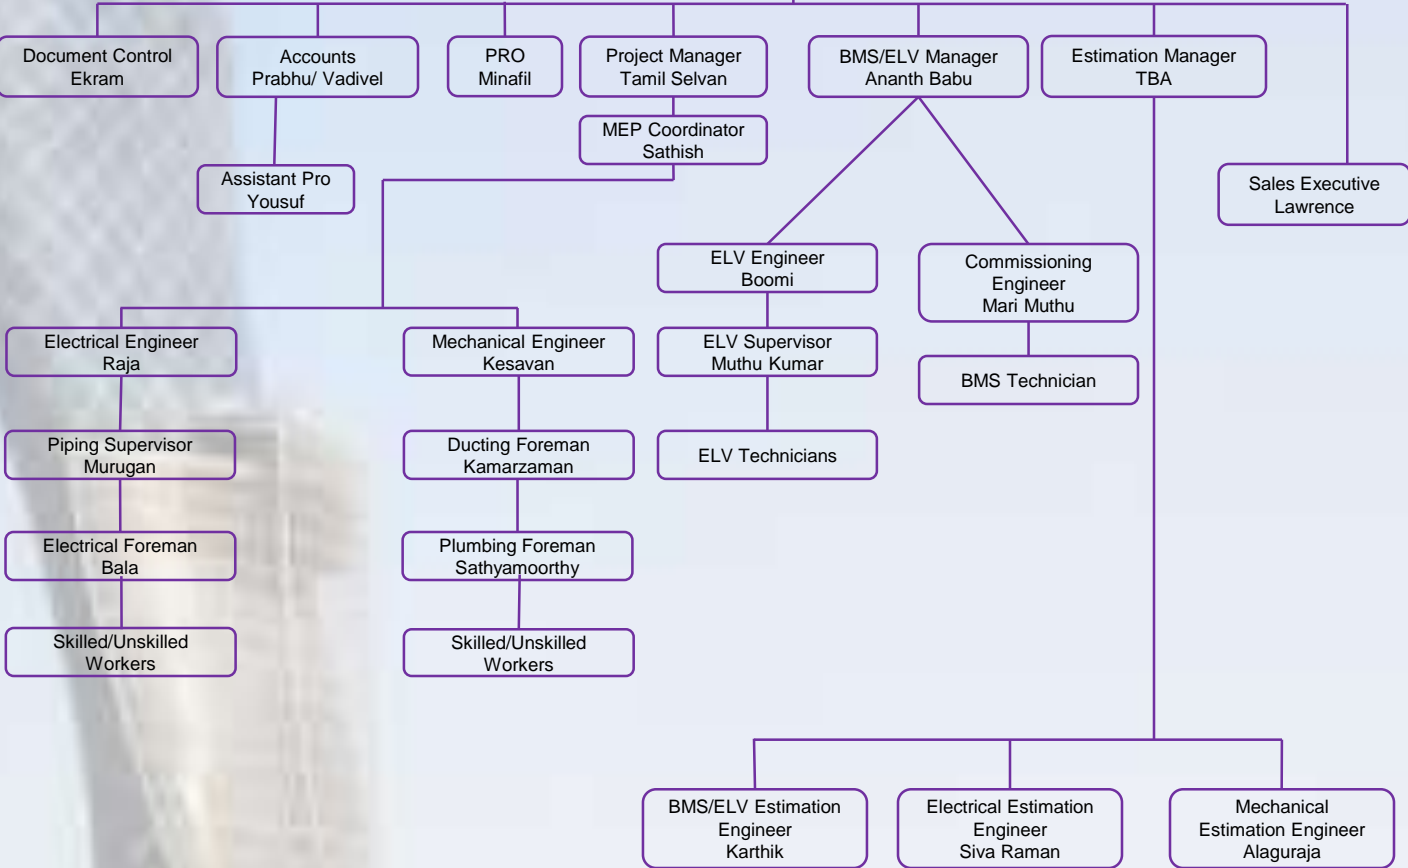 Document Control
Ekram
Accounts
Prabhu/ Vadivel
PRO
Minafil
Project Manager
Tamil Selvan
BMS/ELV Manager
Ananth Babu
Estimation Manager
TBA
MEP Coordinator
Sathish
Assistant Pro
Yousuf
Sales Executive
Lawrence
ELV Engineer
Boomi
Commissioning
Engineer
Mari Muthu
Electrical Engineer
Raja
Mechanical Engineer
Kesavan
ELV Supervisor
Muthu Kumar
BMS Technician
Piping Supervisor
Murugan
Ducting Foreman
Kamarzaman
ELV Technicians
Electrical Foreman
Bala
Plumbing Foreman
Sathyamoorthy
Skilled/Unskilled
Workers
Skilled/Unskilled
Workers
BMS/ELV Estimation
Engineer
Karthik
Electrical Estimation
Engineer
Siva Raman
Mechanical
Estimation Engineer
Alaguraja